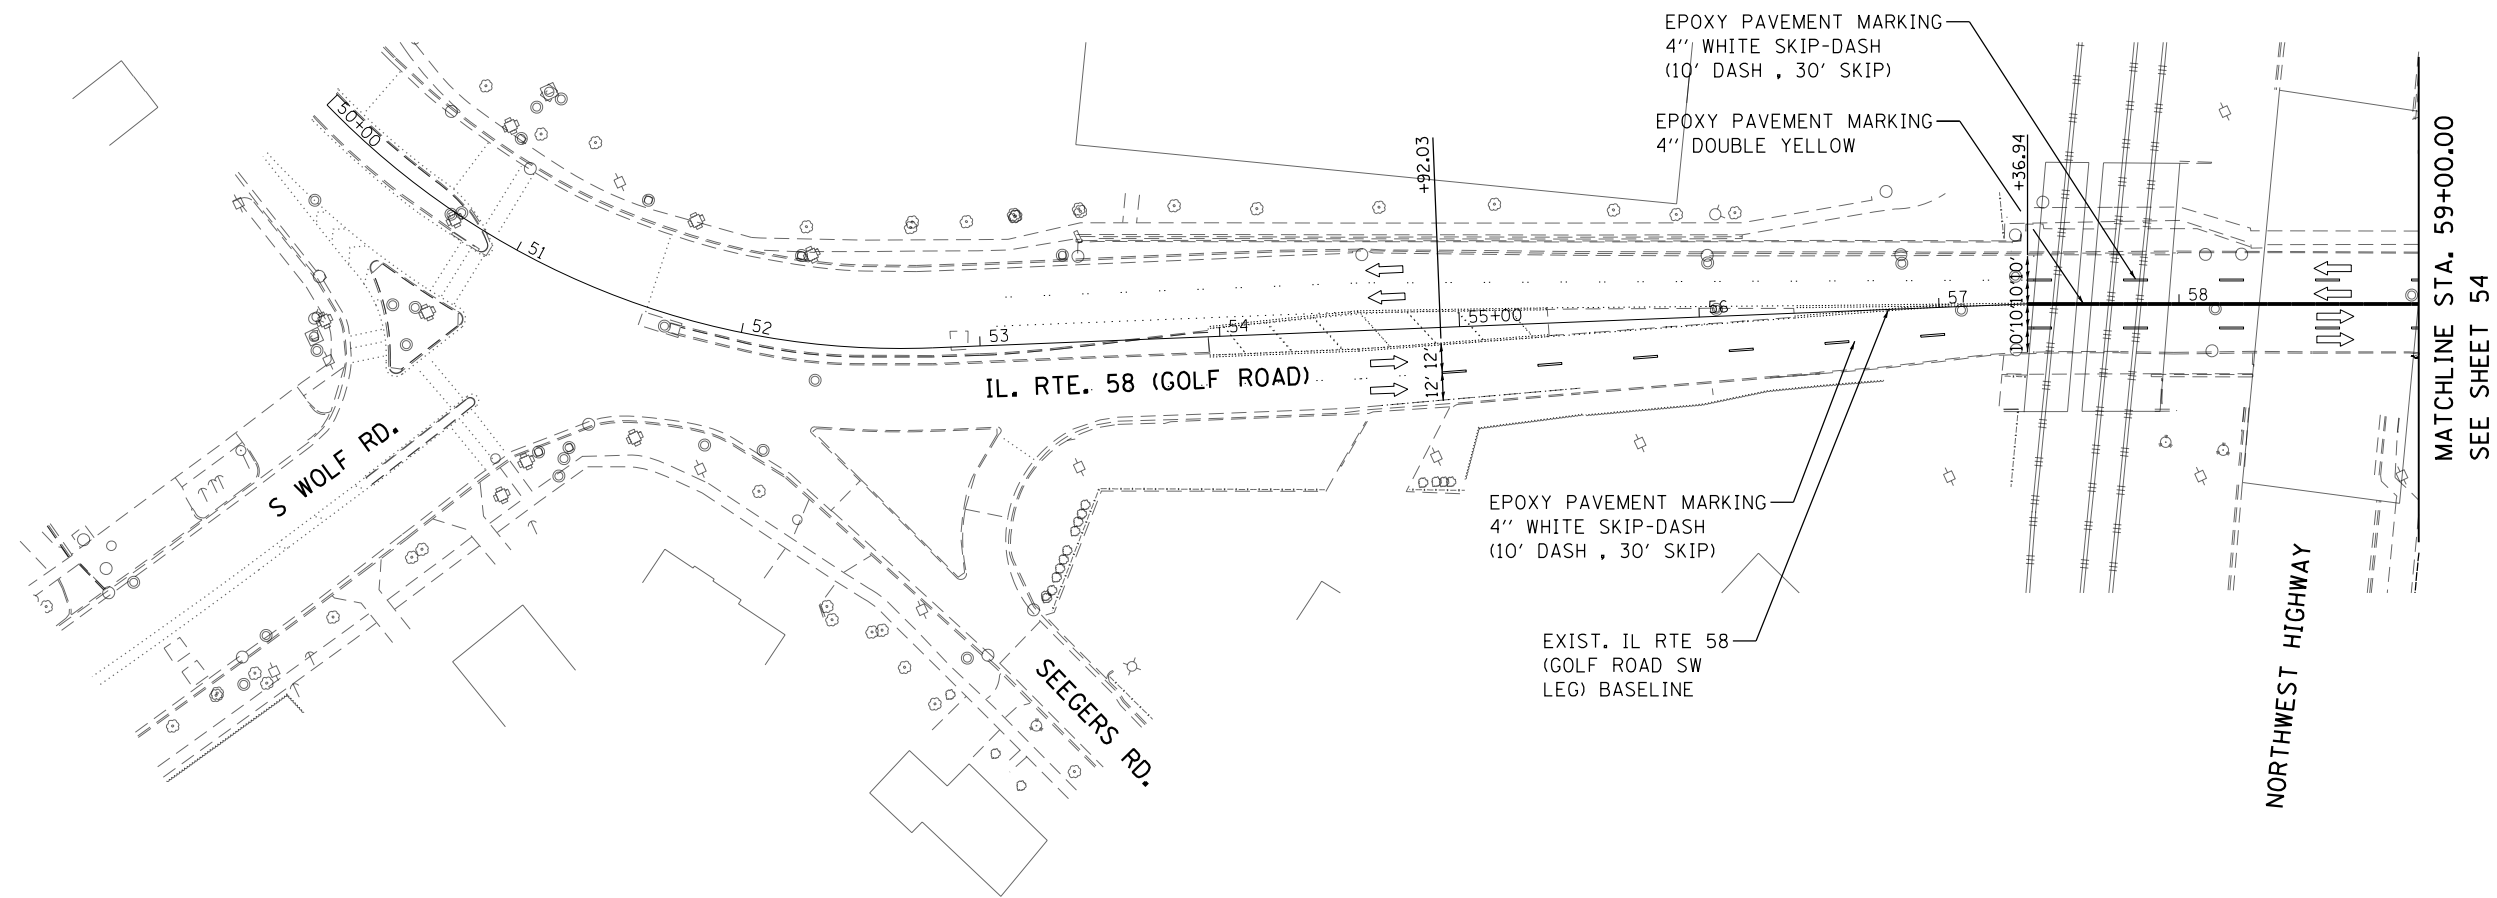 EPOXY PAVEMENT MARKING
4'' WHITE SKIP-DASH
(10' DASH , 30' SKIP)
EPOXY PAVEMENT MARKING
4'' DOUBLE YELLOW
50+00
51
52
53
54
55+00
56
57
58
+92.03
+36.94
10'10'
10'10'
12' 12'
IL. RTE. 58 (GOLF ROAD)
S WOLF RD.
SEEGERS RD.
EPOXY PAVEMENT MARKING
4'' WHITE SKIP-DASH
(10' DASH , 30' SKIP)
EXIST. IL RTE 58
(GOLF ROAD SW
LEG) BASELINE
NORTHWEST HIGHWAY
MATCHLINE STA. 59+00.00
SEE SHEET 54